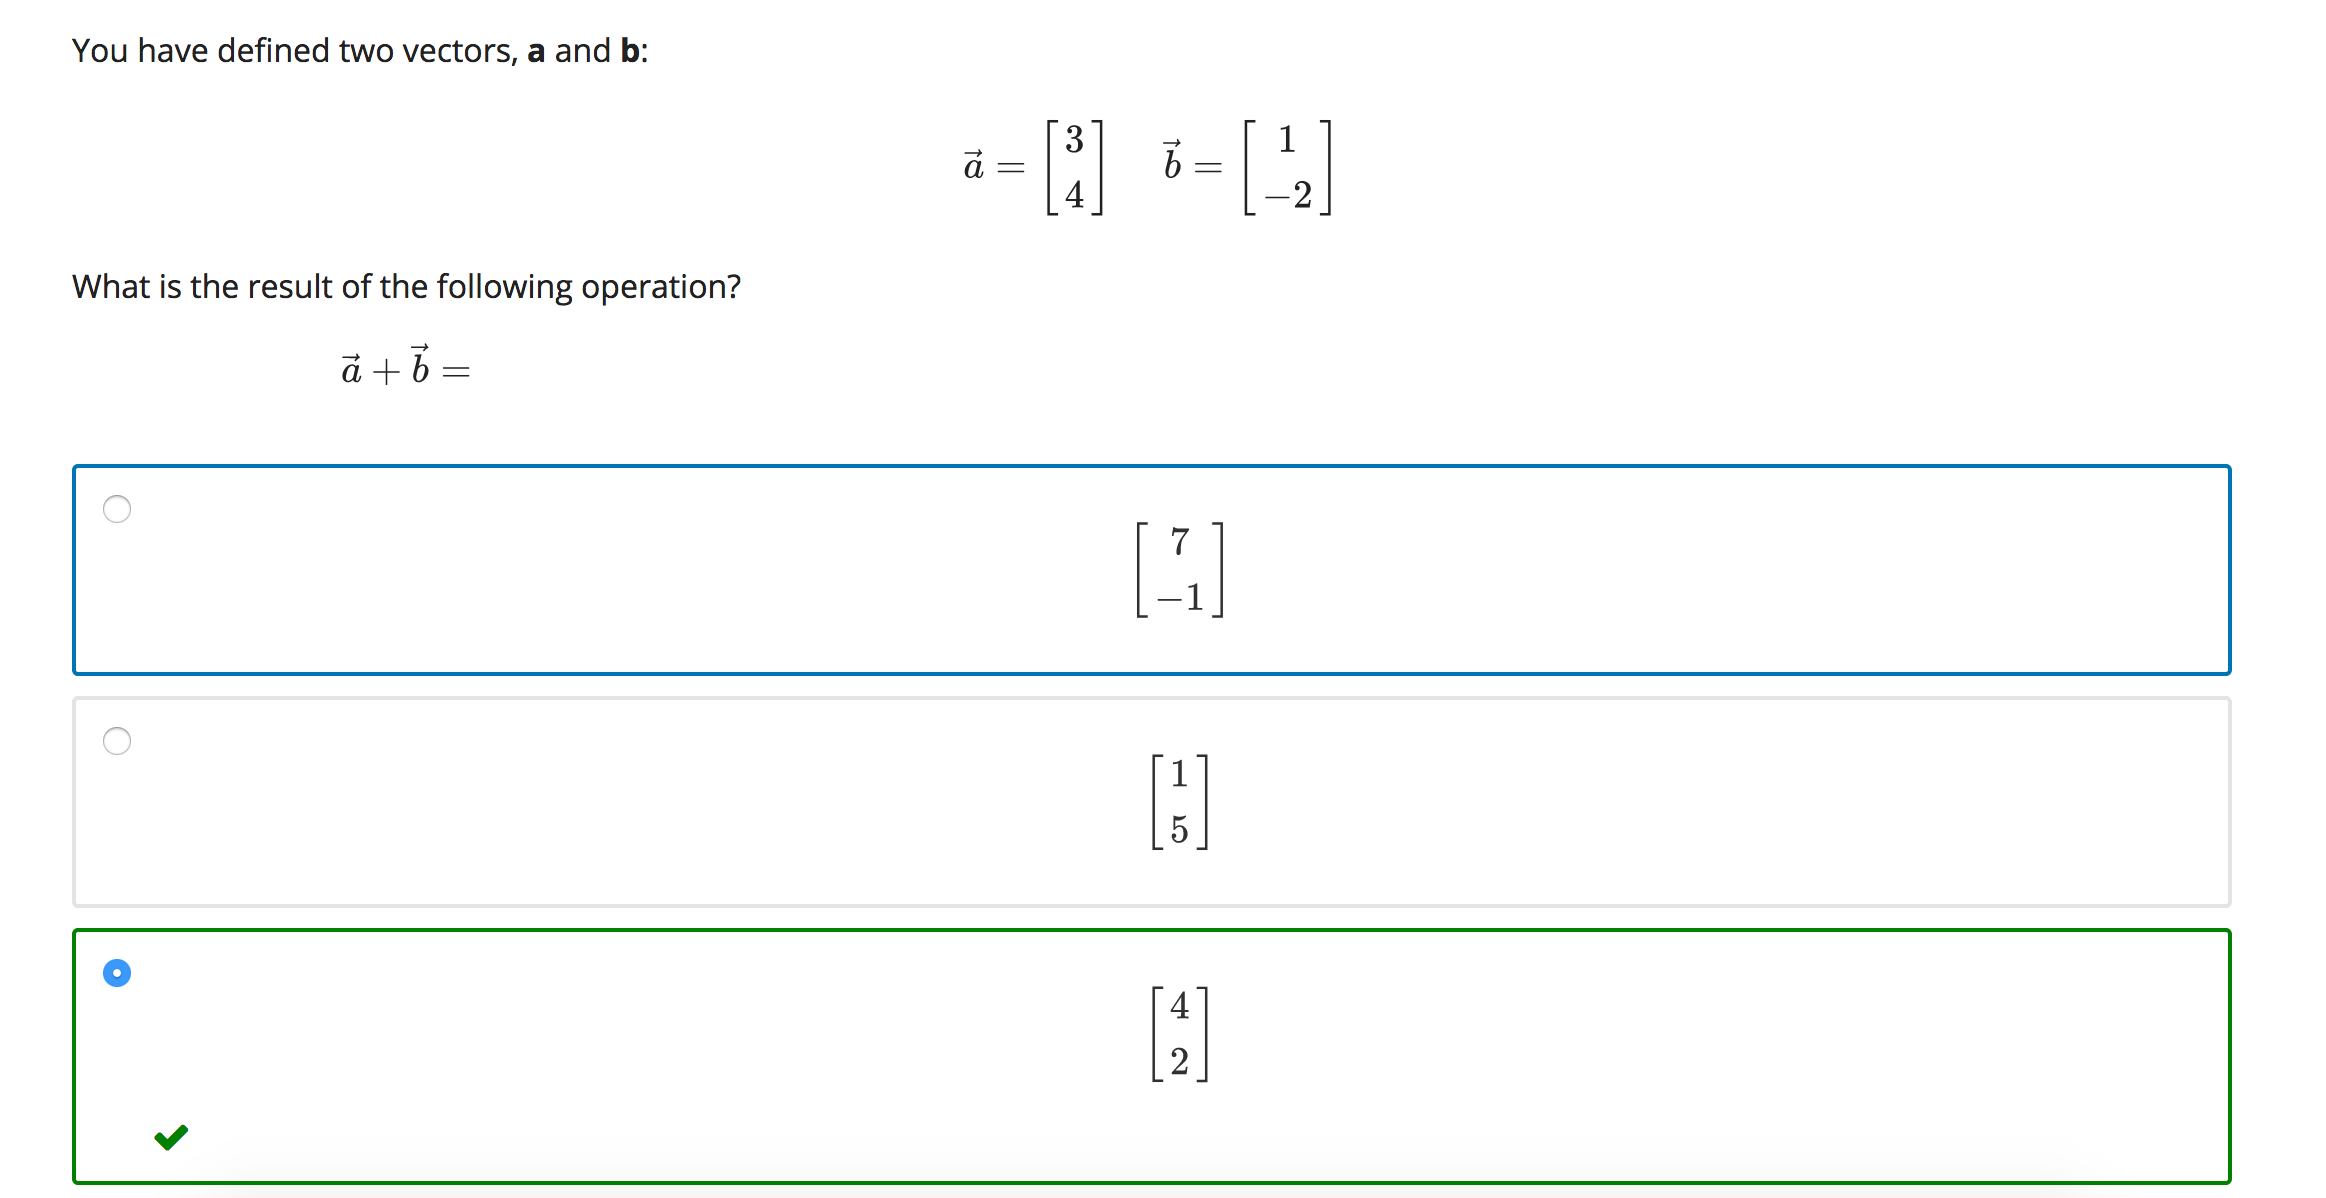 You have defined two vectors, a and b:
$\vec{a} = \begin{bmatrix} 3 \\ 4 \end{bmatrix} \quad \vec{b} = \begin{bmatrix} 1 \\ -2 \end{bmatrix}$
What is the result of the following operation?
$\vec{a} + \vec{b} =$
$\begin{bmatrix} 7 \\ -1 \end{bmatrix}$
$\begin{bmatrix} 1 \\ 5 \end{bmatrix}$
$\begin{bmatrix} 4 \\ 2 \end{bmatrix}$